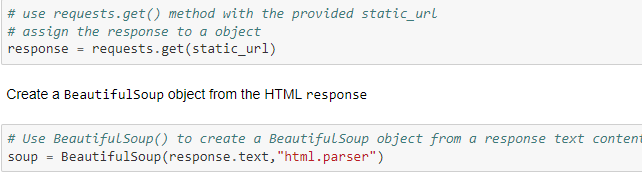 # use requests.get() method with the provided static_url
# assign the response to a object
response = requests.get(static_url)
Create a BeautifulSoup object from the HTML response
# Use BeautifulSoup() to create a BeautifulSoup object from a response text content
soup = BeautifulSoup(response.text,"html.parser")